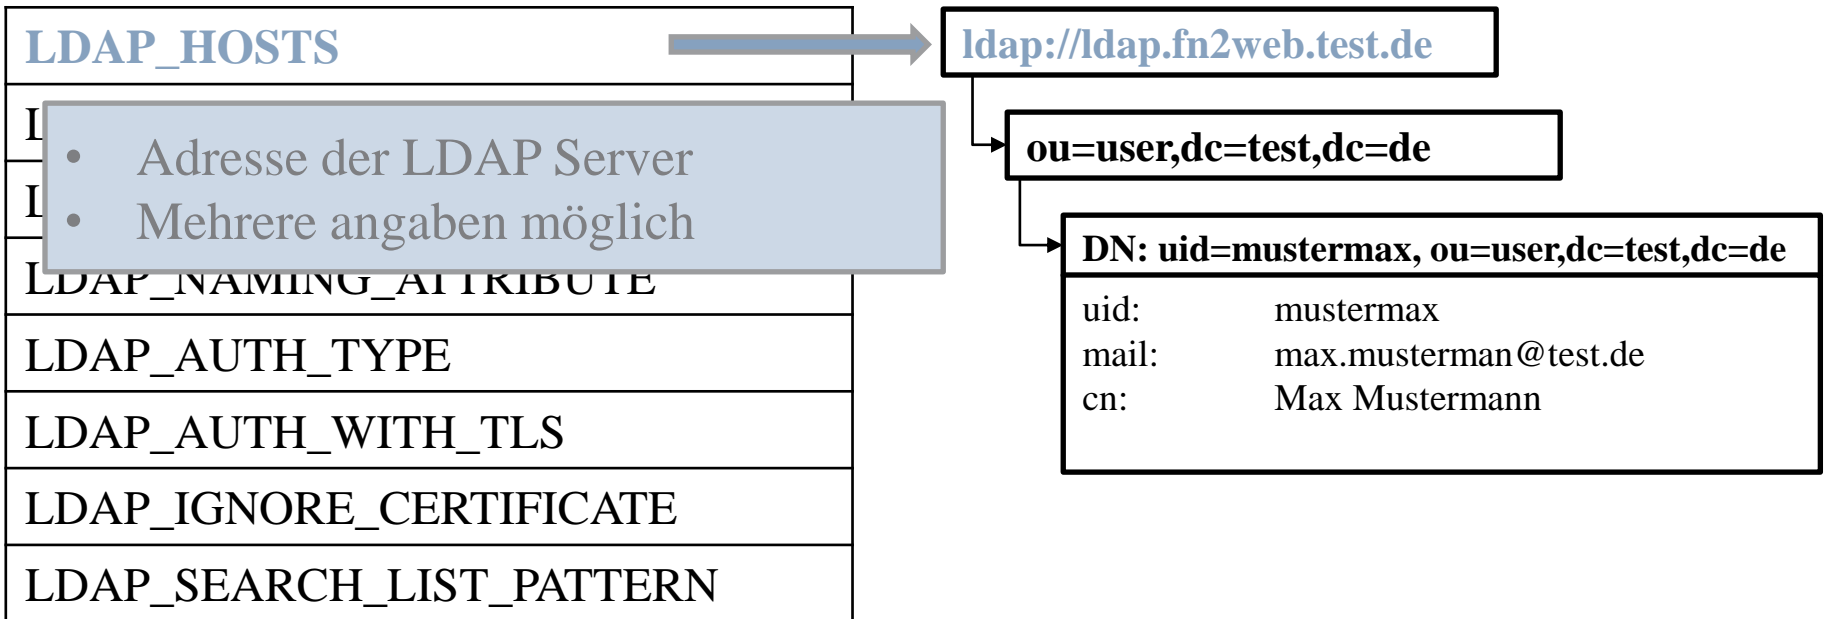 LDAP_HOSTS
• Adresse der LDAP Server
• Mehrere angaben möglich
LDAP_NAMING_ATTRIBUTE
LDAP_AUTH_TYPE
LDAP_AUTH_WITH_TLS
LDAP_IGNORE_CERTIFICATE
LDAP_SEARCH_LIST_PATTERN
ldap://ldap.fn2web.test.de
ou=user,dc=test,dc=de
DN: uid=mustermax, ou=user,dc=test,dc=de
uid: mustermax
mail: max.musterman@test.de
cn: Max Mustermann